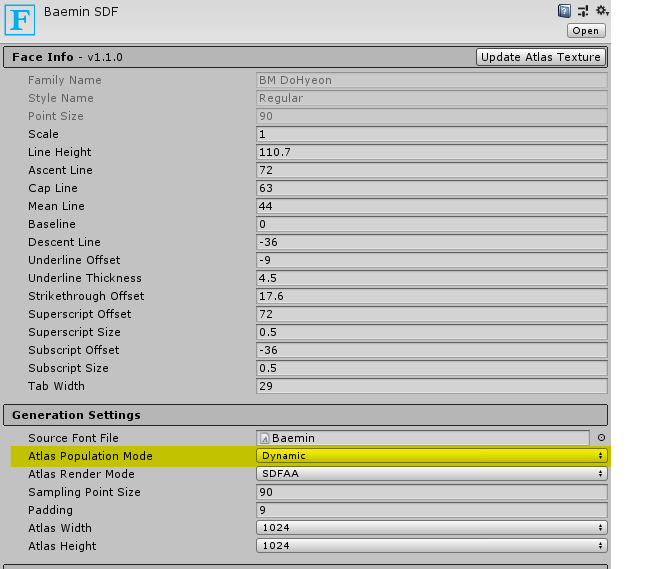 Baemin SDF
Open
Face Info - v1.1.0 Update Atlas Texture
Family Name BM DoHyeon
Style Name Regular
Point Size 90
Scale 1
Line Height 110.7
Ascent Line 72
Cap Line 63
Mean Line 44
Baseline 0
Descent Line -36
Underline Offset -9
Underline Thickness 4.5
Strikethrough Offset 17.6
Superscript Offset 72
Superscript Size 0.5
Subscript Offset -36
Subscript Size 0.5
Tab Width 29
Generation Settings
Source Font File Baemin
Atlas Population Mode Dynamic
Atlas Render Mode SDFAA
Sampling Point Size 90
Padding 9
Atlas Width 1024
Atlas Height 1024